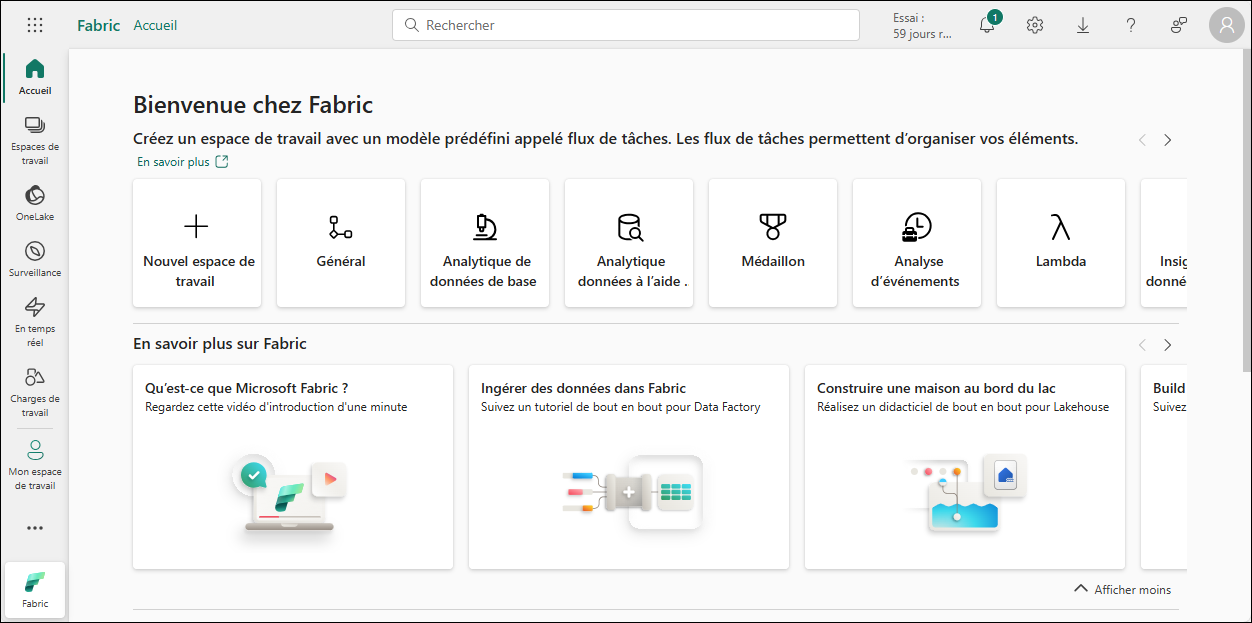 Fabric Accueil
Rechercher
Essai :
59 jours r...
1
Accueil
Espaces de
travail
OneLake
Surveillance
En temps
réel
Charges de
travail
Mon espace
de travail
Fabric
Bienvenue chez Fabric
Créez un espace de travail avec un modèle prédéfini appelé flux de tâches. Les flux de tâches permettent d’organiser vos éléments.
En savoir plus
Nouvel espace de
travail
Général
Analytique de
données de base
Analytique
données à l’aide .
Médaillon
Analyse
d’événements
Lambda
Insig
donné
En savoir plus sur Fabric
Qu’est-ce que Microsoft Fabric ?
Regardez cette vidéo d'introduction d'une minute
Ingérer des données dans Fabric
Suivez un tutoriel de bout en bout pour Data Factory
Construire une maison au bord du lac
Réalisez un didacticiel de bout en bout pour Lakehouse
Build
Suivez
Afficher moins